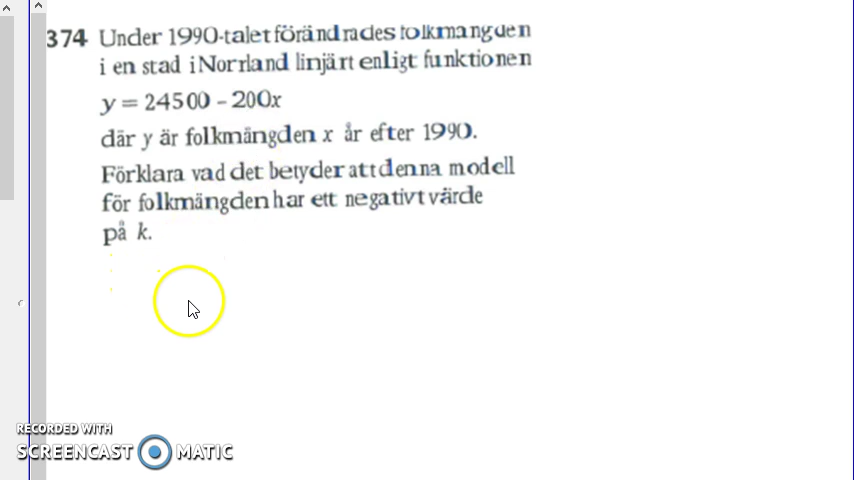 374 Under 1990-talet förändrades folkmängden
i en stad i Norrland linjärt enligt funktionen
y = 24500 – 200x
där y är folkmängden x år efter 1990.
Förklara vad det betyder att denna modell
för folkmängden har ett negativt värde
på k.
RECORDED WITH
SCREENCAST MATIC